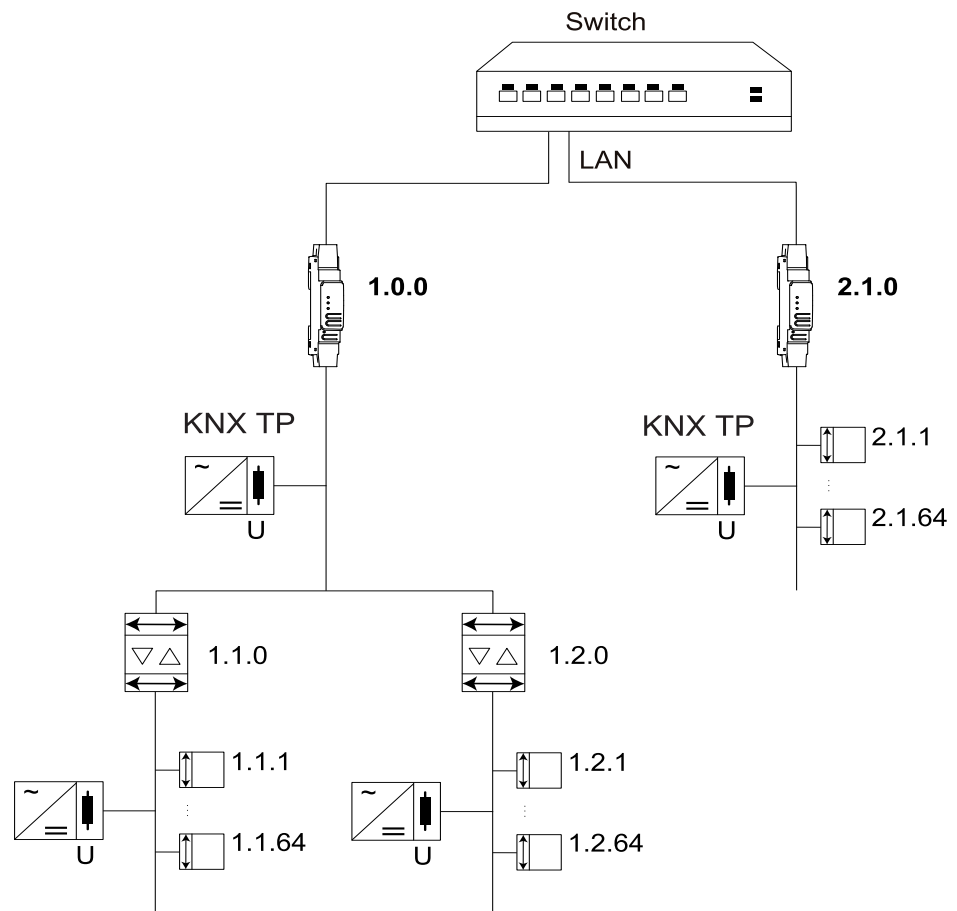 Switch
LAN
1.0.0
2.1.0
KNX TP
KNX TP
2.1.1
~
~
U
U
2.1.64
1.1.0
1.2.0
1.1.1
1.2.1
~
~
U
U
1.1.64
1.2.64